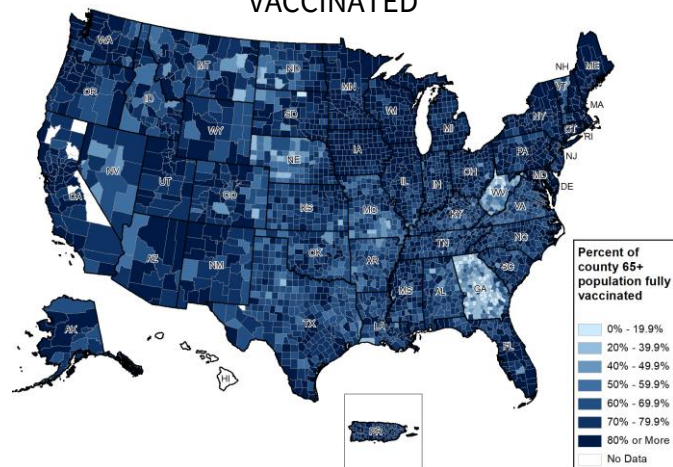 VACCINATED
WA
MT
ND
MN
OR
ID
SD
WI
MI
NH
ME
VT
MA
NY
CT
RI
WY
IA
PA
NJ
NE
NV
UT
CO
IL
IN
OH
MD
DE
CA
KS
MO
WV
VA
KY
AZ
NM
OK
AR
TN
NC
SC
MS
AL
GA
TX
LA
FL
AK
HI
PR
Percent of
county 65+
population fully
vaccinated
0% - 19.9%
20% - 39.9%
40% - 49.9%
50% - 59.9%
60% - 69.9%
70% - 79.9%
80% or More
No Data